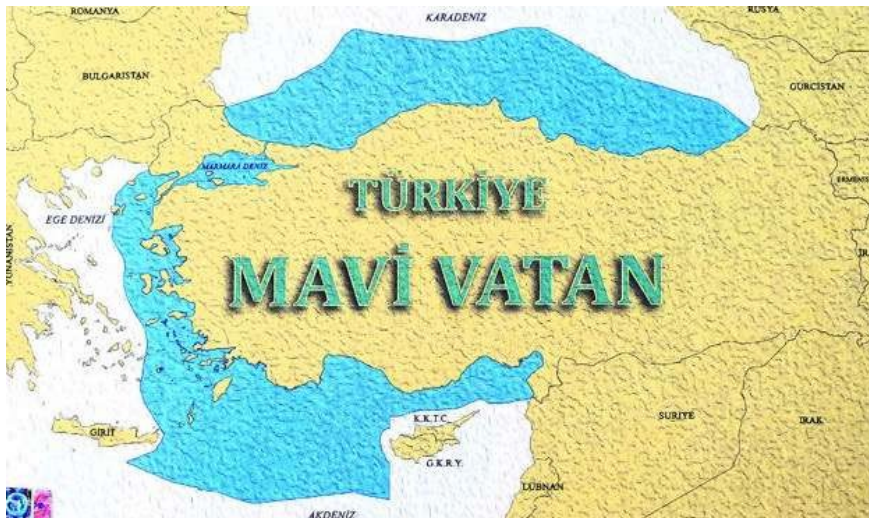 ROMANYA
KARADENİZ
RUSYA
BULGARİSTAN
GÜRCİSTAN
MARMARA DENİZ
ERMENİS
TÜRKİYE
EGE DENİZİ
YUNANİSTAN
İR
MAVİ VATAN
GİRİT
K.K.T.C.
SURİYE
IRAK
G.K.R.Y.
LÜBNAN
AKDENİZ